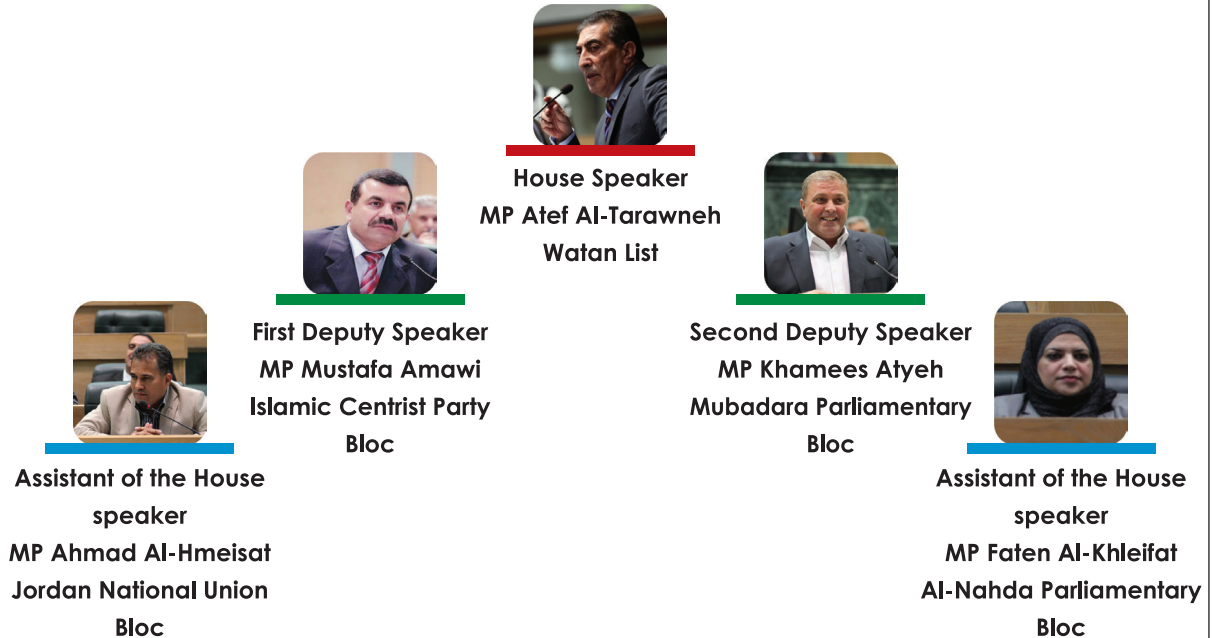 House Speaker
MP Atef Al-Tarawneh
Watan List
First Deputy Speaker
MP Mustafa Amawi
Islamic Centrist Party
Bloc
Second Deputy Speaker
MP Khamees Atyeh
Mubadara Parliamentary
Bloc
Assistant of the House
speaker
MP Ahmad Al-Hmeisat
Jordan National Union
Bloc
Assistant of the House
speaker
MP Faten Al-Khleifat
Al-Nahda Parliamentary
Bloc